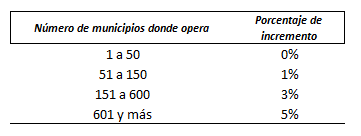 Número de municipios donde opera Porcentaje de incremento
1 a 50 0%
51 a 150 1%
151 a 600 3%
601 y más 5%